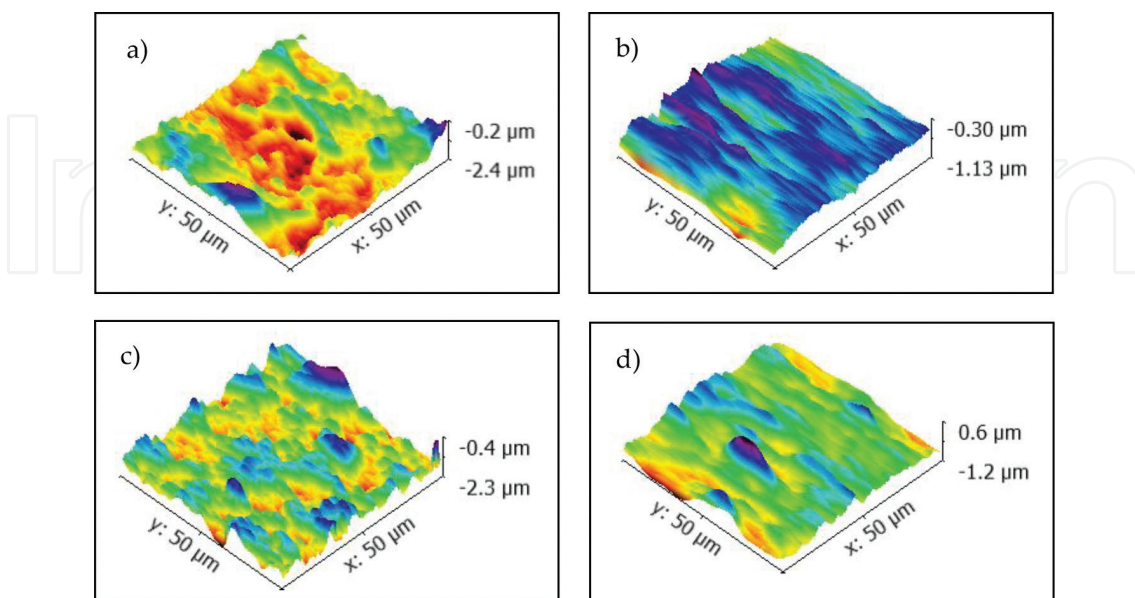 a)
-0.2 µm
-2.4 µm
y: 50 µm
x: 50 µm
b)
-0.30 µm
-1.13 µm
y: 50 µm
x: 50 µm
c)
-0.4 µm
-2.3 µm
y: 50 µm
x: 50 µm
d)
0.6 µm
-1.2 µm
y: 50 µm
x: 50 µm